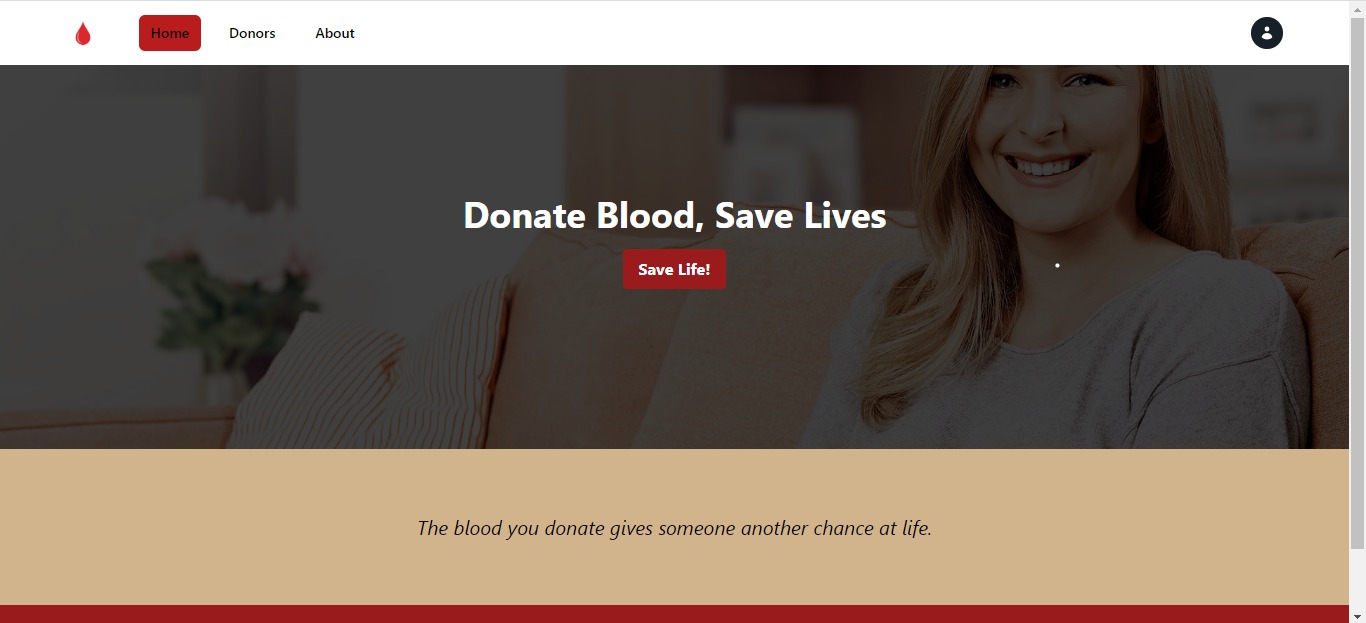 Home Donors About
Donate Blood, Save Lives
Save Life!
The blood you donate gives someone another chance at life.